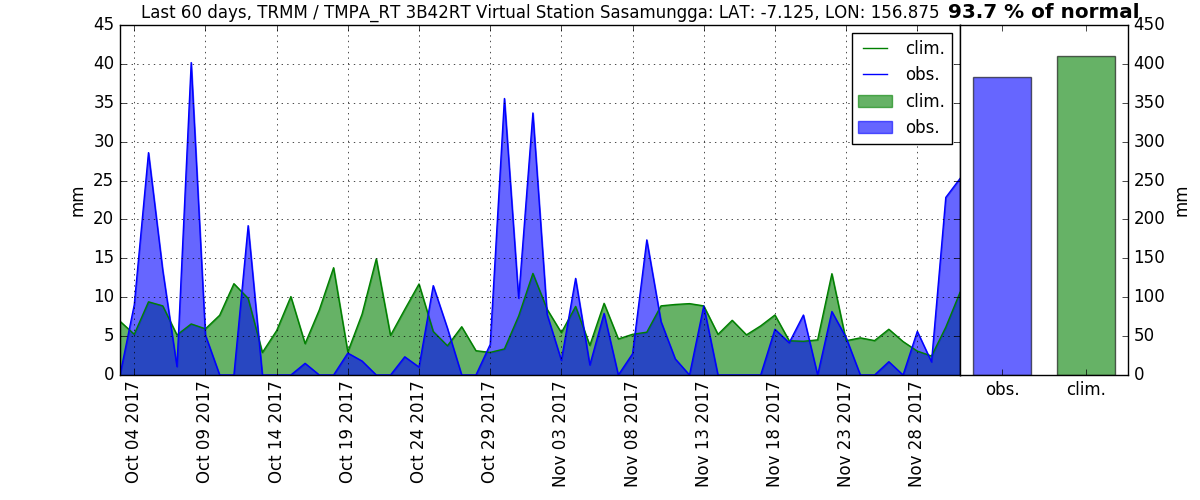 Last 60 days, TRMM / TMPA_RT 3B42RT Virtual Station Sasamungga: LAT: -7.125, LON: 156.875 93.7 % of normal
45
40
35
30
25
20
15
10
5
0
mm
clim.
obs.
clim.
obs.
Oct 04 2017
Oct 09 2017
Oct 14 2017
Oct 19 2017
Oct 24 2017
Oct 29 2017
Nov 03 2017
Nov 08 2017
Nov 13 2017
Nov 18 2017
Nov 23 2017
Nov 28 2017
450
400
350
300
250
200
150
100
50
0
mm
obs. clim.